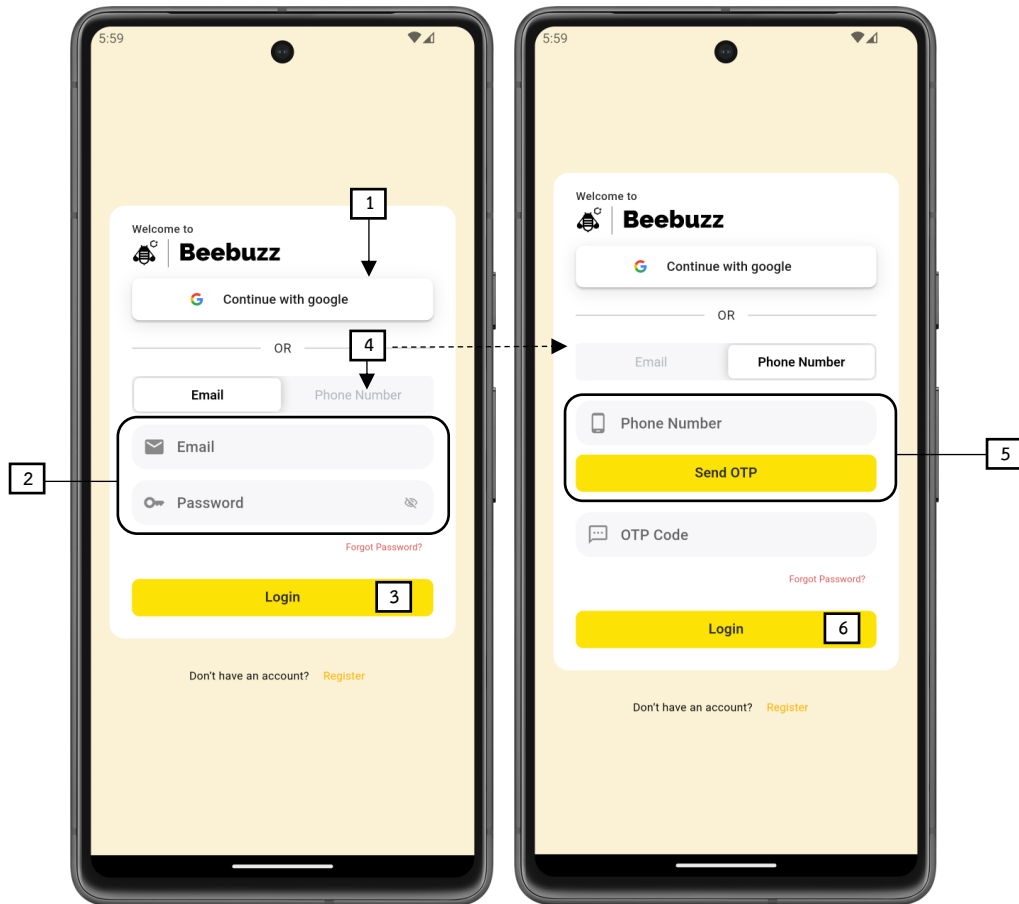 5:59
1
Welcome to
Beebuzz
Continue with google
OR
4
Email Phone Number
2
Email
Password
Forgot Password?
Login
3
Don't have an account? Register
5:59
Welcome to
Beebuzz
Continue with google
OR
Email Phone Number
Phone Number
5
Send OTP
OTP Code
Forgot Password?
Login
6
Don't have an account? Register